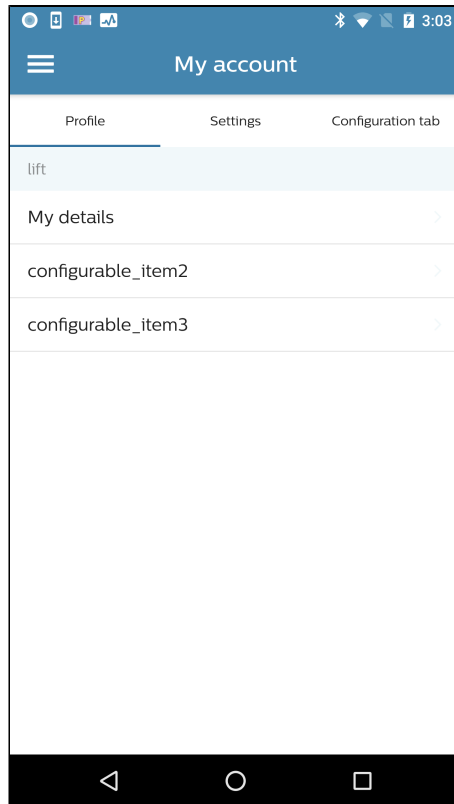 3:03
My account
Profile Settings Configuration tab
lift
My details
configurable_item2
configurable_item3